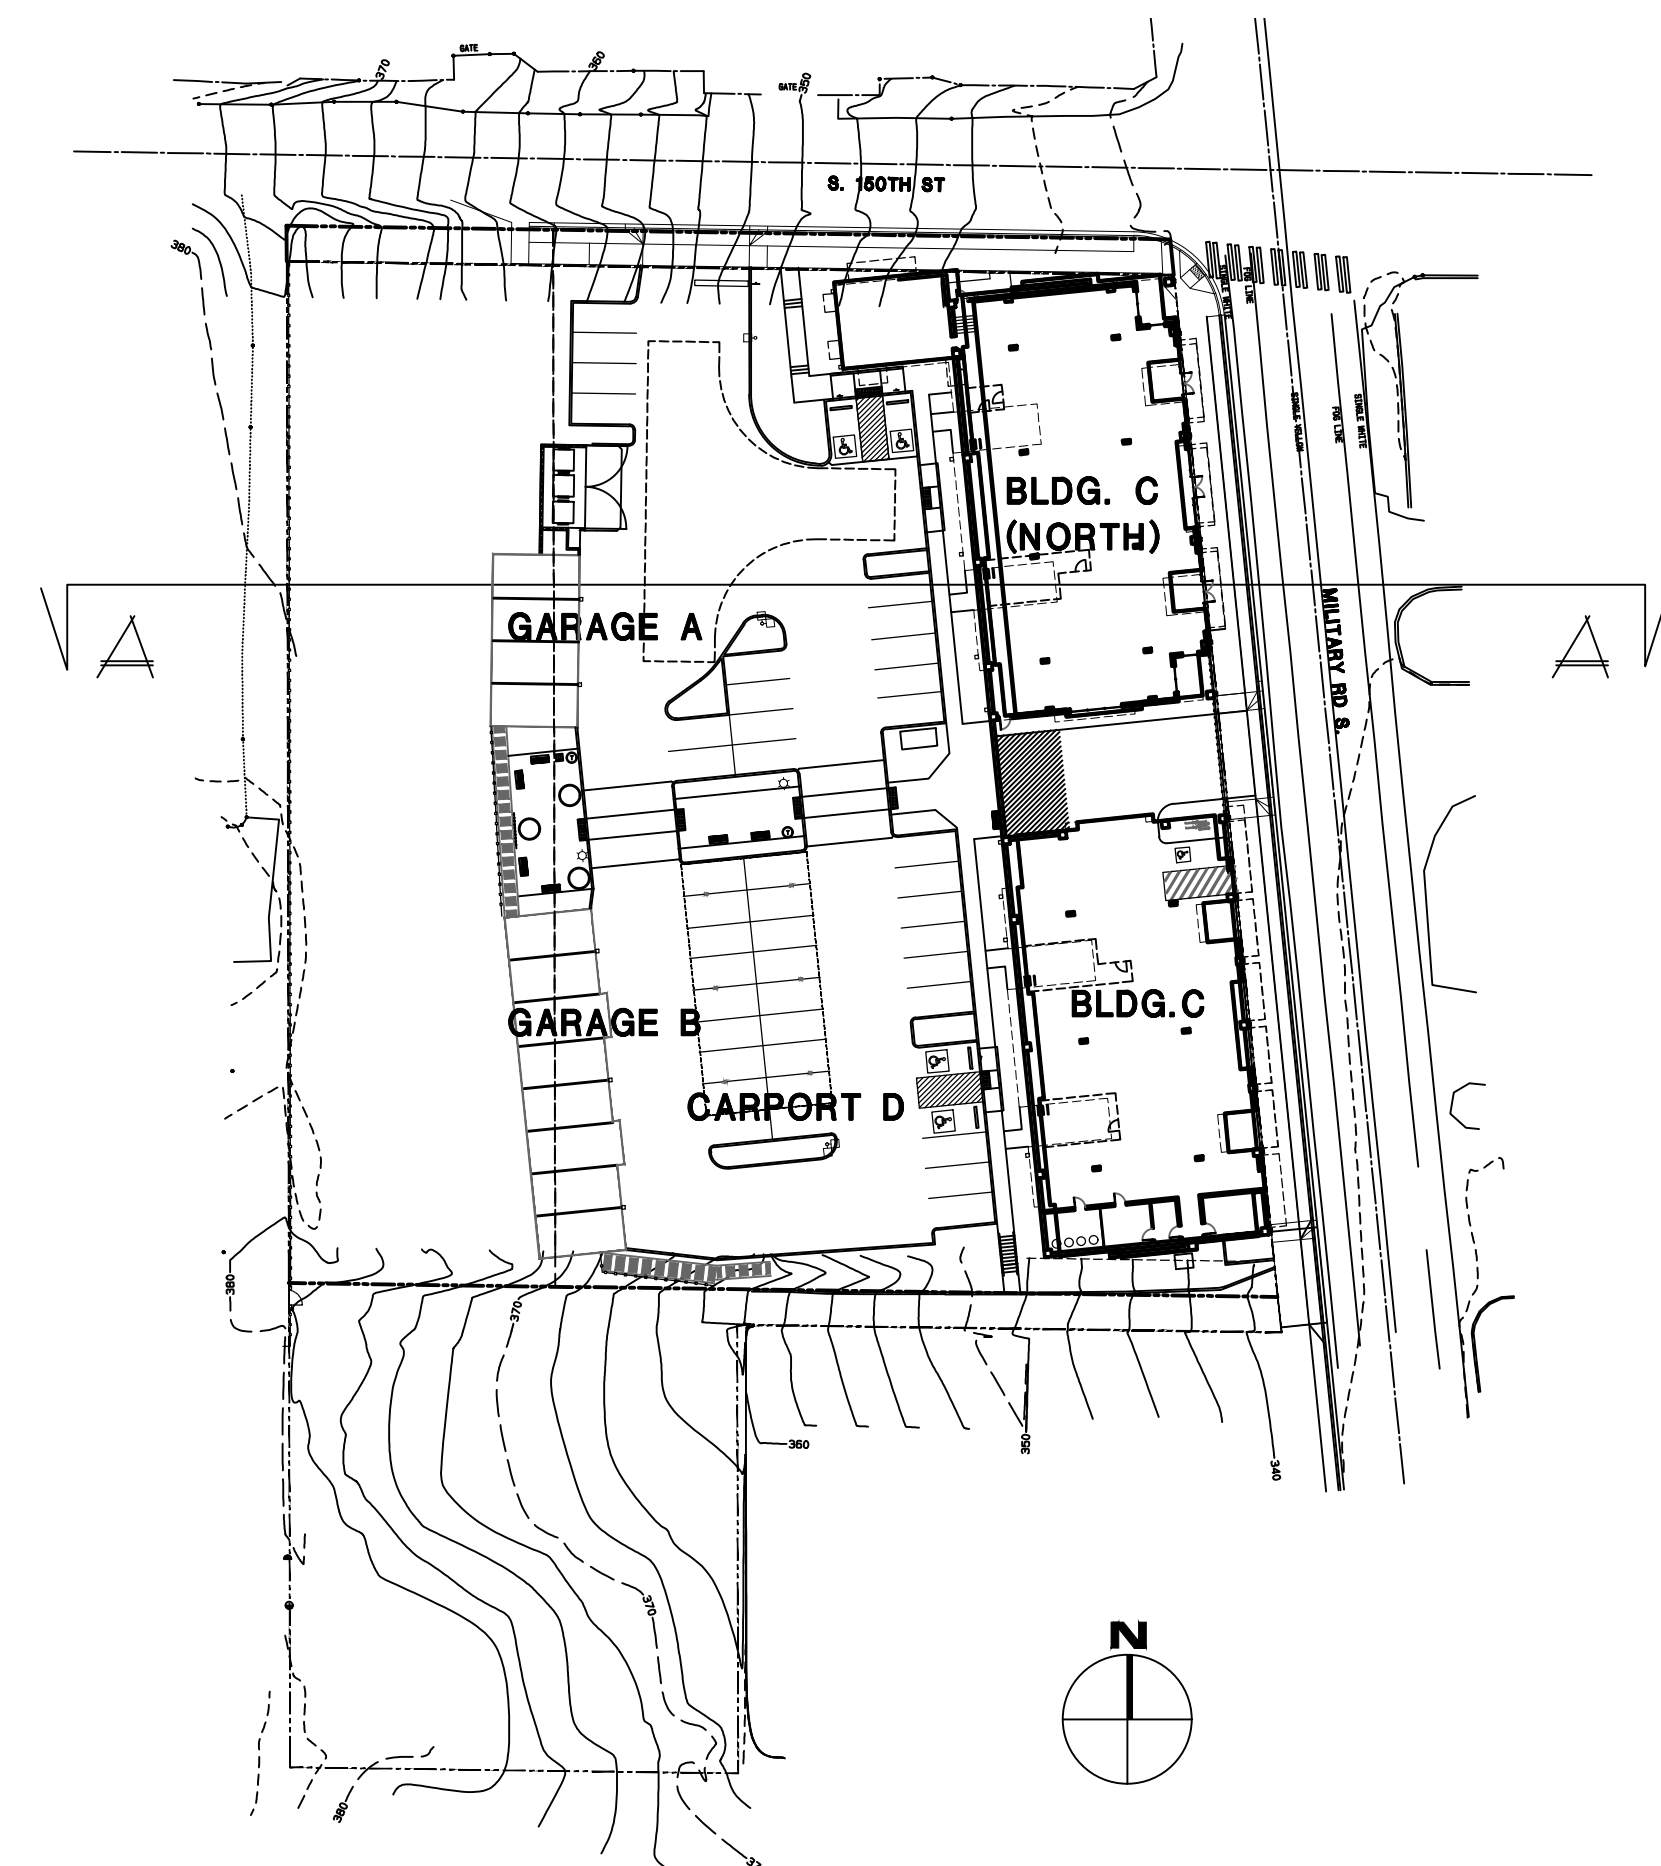 GATE
370
360
GATE
350
S. 150TH ST
380
SINGLE WHITE
FOG LINE
SINGLE YELLOW
FOG LINE
SINGLE WHITE
BLDG. C
(NORTH)
GARAGE A
A
A
MILITARY RD S.
GARAGE B
BLDG.C
CARPORT D
380
370
360
350
340
370
N
380